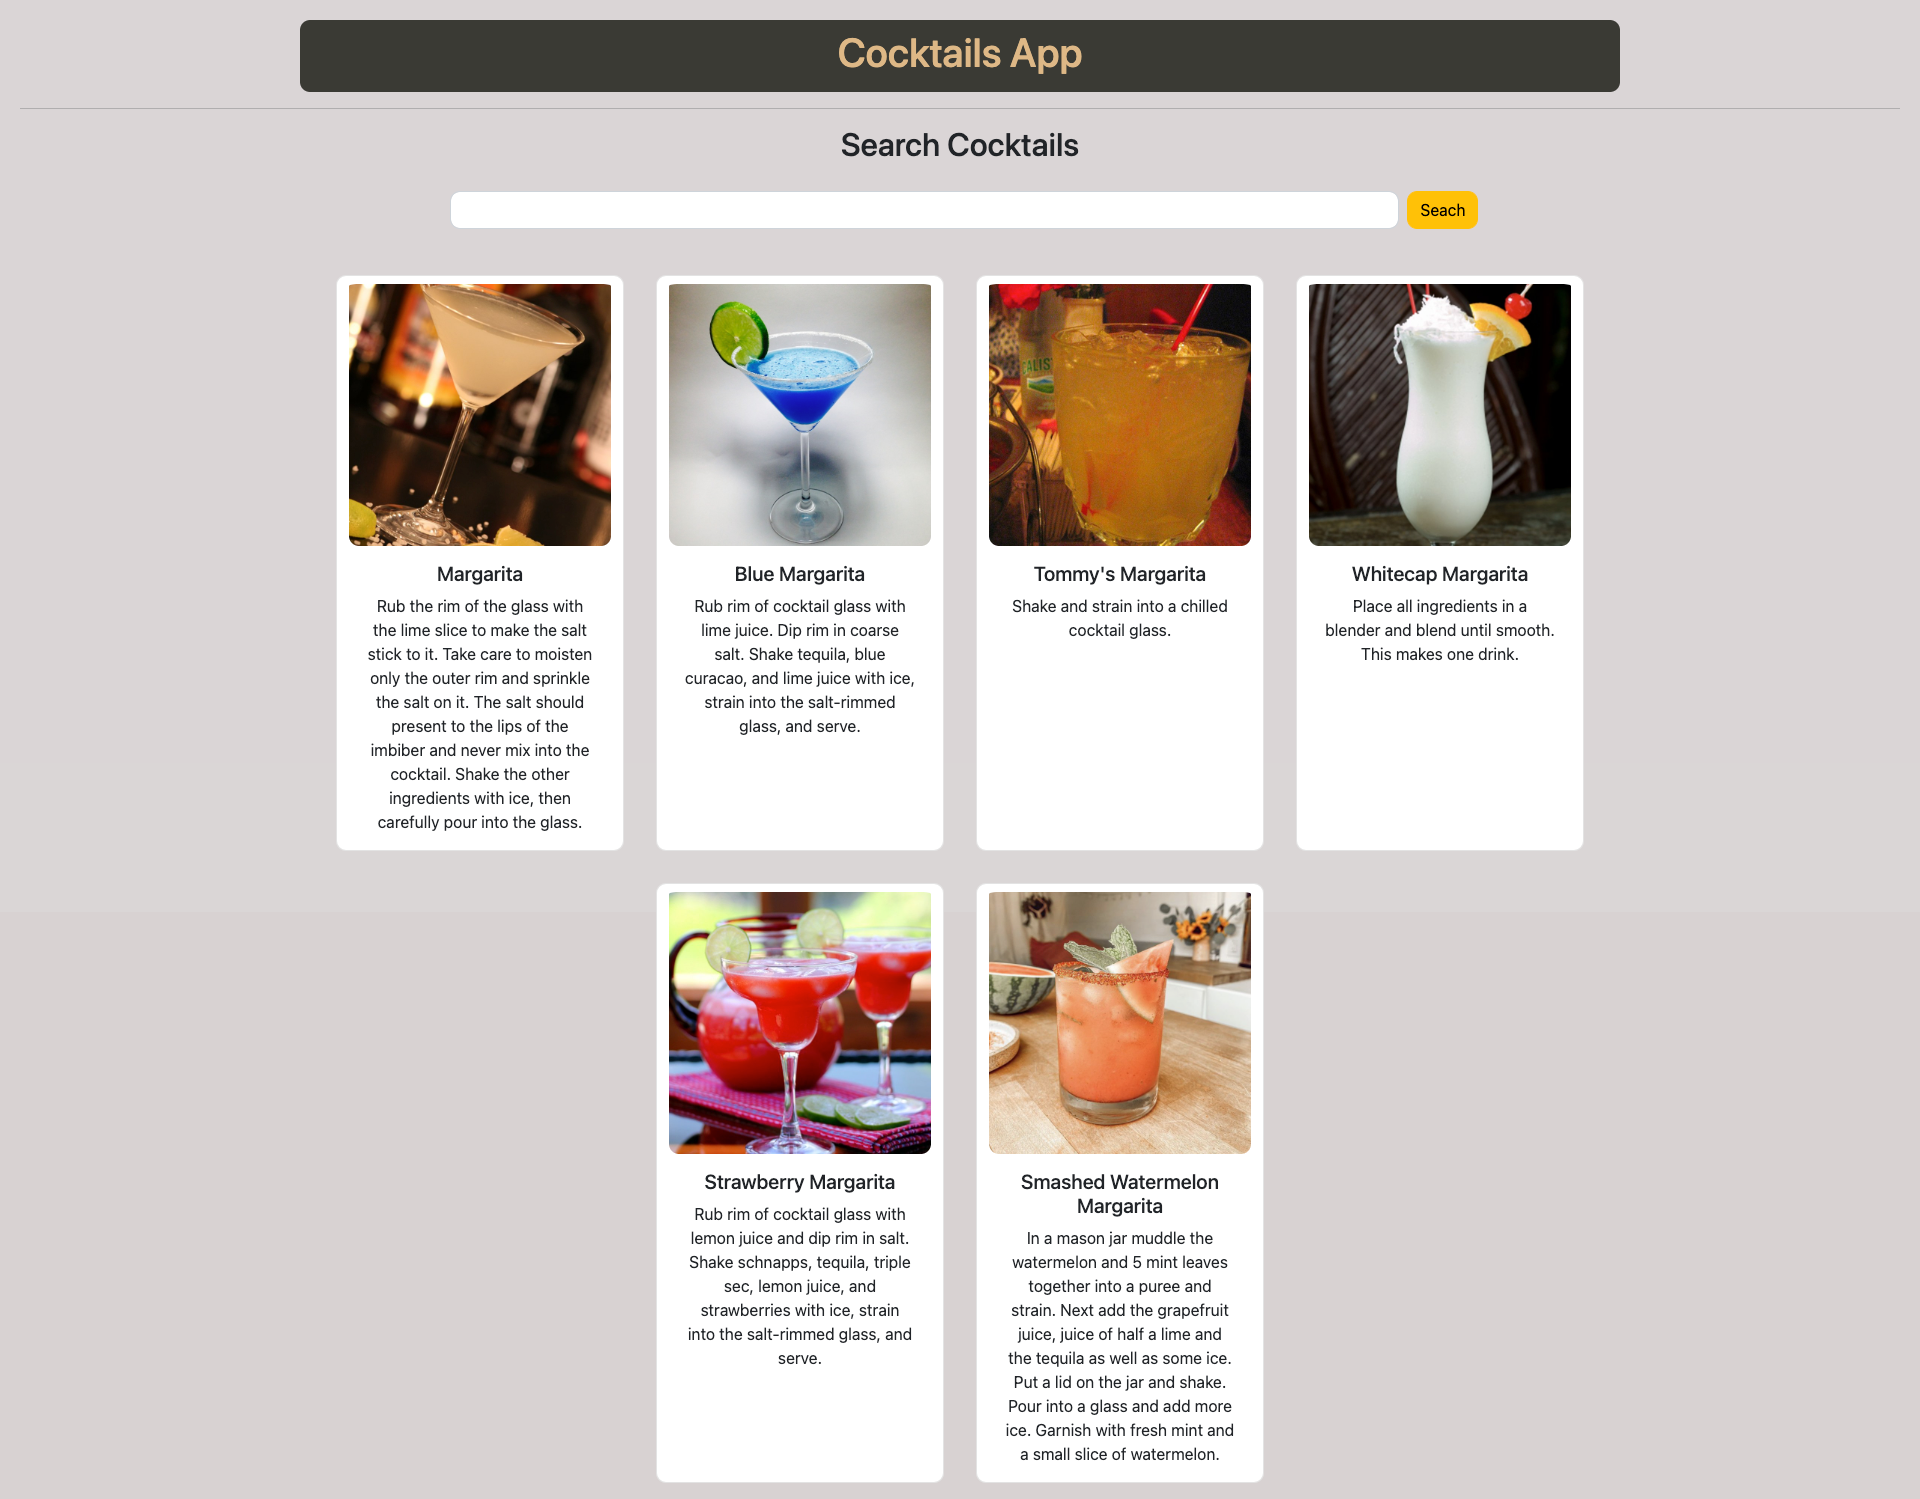 Cocktails App
Search Cocktails
Seach
Margarita
Rub the rim of the glass with
the lime slice to make the salt
stick to it. Take care to moisten
only the outer rim and sprinkle
the salt on it. The salt should
present to the lips of the
imbiber and never mix into the
cocktail. Shake the other
ingredients with ice, then
carefully pour into the glass.
Blue Margarita
Rub rim of cocktail glass with
lime juice. Dip rim in coarse
salt. Shake tequila, blue
curacao, and lime juice with ice,
strain into the salt-rimmed
glass, and serve.
Tommy's Margarita
Shake and strain into a chilled
cocktail glass.
Whitecap Margarita
Place all ingredients in a
blender and blend until smooth.
This makes one drink.
Strawberry Margarita
Rub rim of cocktail glass with
lemon juice and dip rim in salt.
Shake schnapps, tequila, triple
sec, lemon juice, and
strawberries with ice, strain
into the salt-rimmed glass, and
serve.
Smashed Watermelon
Margarita
In a mason jar muddle the
watermelon and 5 mint leaves
together into a puree and
strain. Next add the grapefruit
juice, juice of half a lime and
the tequila as well as some ice.
Put a lid on the jar and shake.
Pour into a glass and add more
ice. Garnish with fresh mint and
a small slice of watermelon.